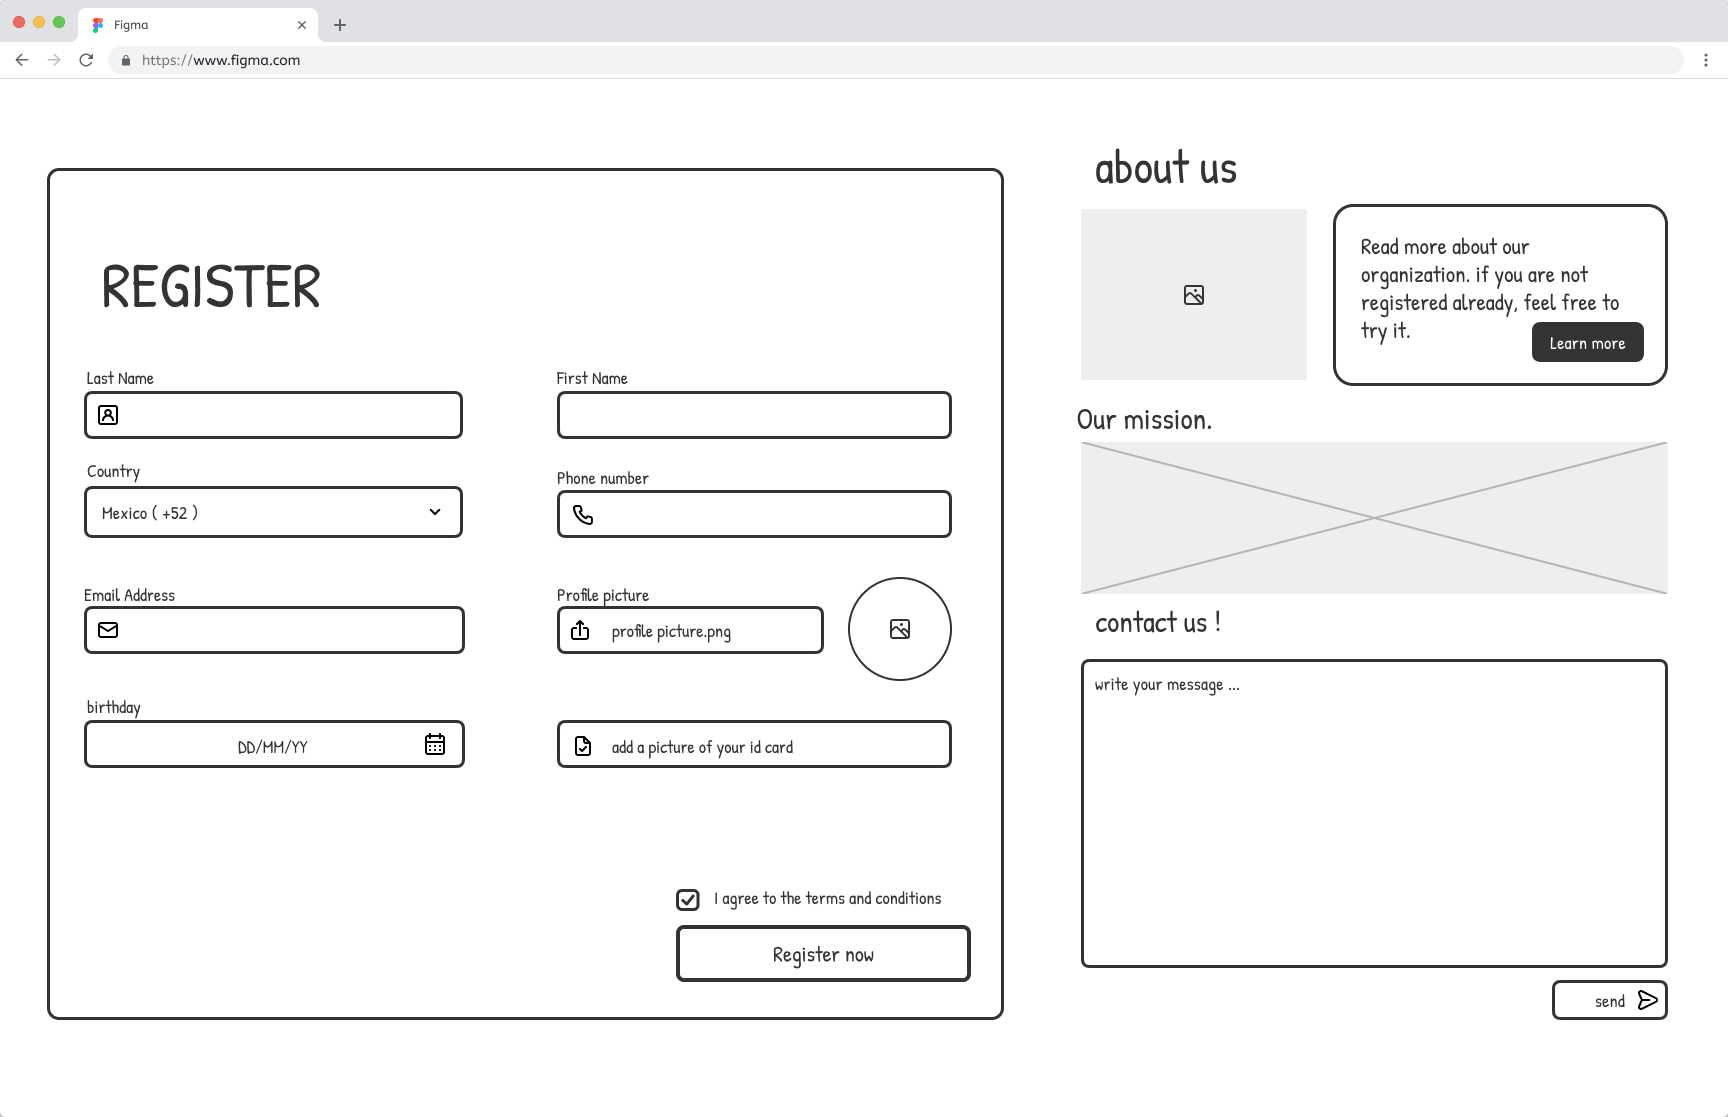 Figma
https://www.figma.com
REGISTER
Last Name
First Name
Country
Mexico ( +52 )
Phone number
Email Address
Profile picture
profile picture.png
birthday
DD/MM/YY
add a picture of your id card
I agree to the terms and conditions
Register now
about us
Read more about our
organization. if you are not
registered already, feel free to
try it.
Learn more
Our mission.
contact us !
write your message ...
send